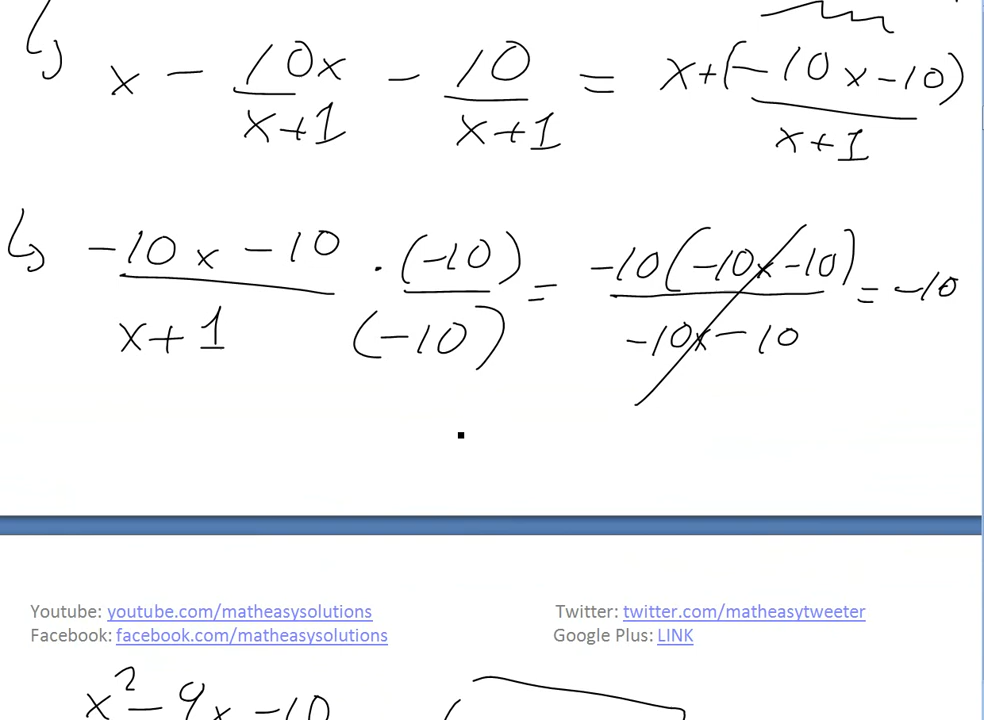 ↳ x - 10x/(x+1) - 10/(x+1) = x+(-10x-10)/(x+1)
↳ (-10x-10)/(x+1) · (-10)/(-10) = -10(-10x-10)/(-10x-10) = -10
Youtube: youtube.com/matheasysolutions Twitter: twitter.com/matheasytweeter
Facebook: facebook.com/matheasysolutions Google Plus: LINK
x² - 9x - 10